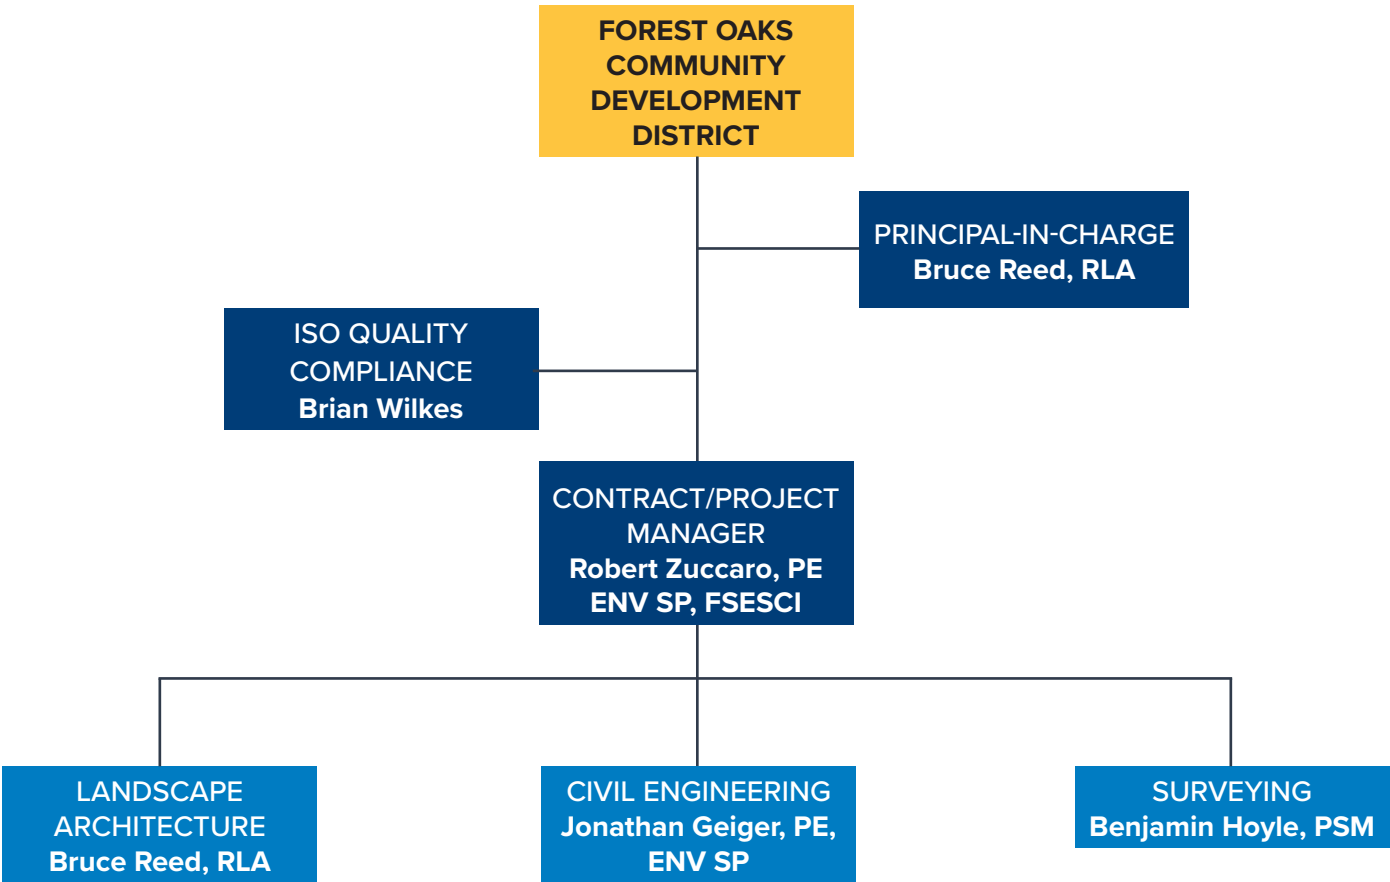 FOREST OAKS
COMMUNITY
DEVELOPMENT
DISTRICT
PRINCIPAL-IN-CHARGE
Bruce Reed, RLA
ISO QUALITY
COMPLIANCE
Brian Wilkes
CONTRACT/PROJECT
MANAGER
Robert Zuccaro, PE
ENV SP, FSESCI
LANDSCAPE
ARCHITECTURE
Bruce Reed, RLA
CIVIL ENGINEERING
Jonathan Geiger, PE,
ENV SP
SURVEYING
Benjamin Hoyle, PSM